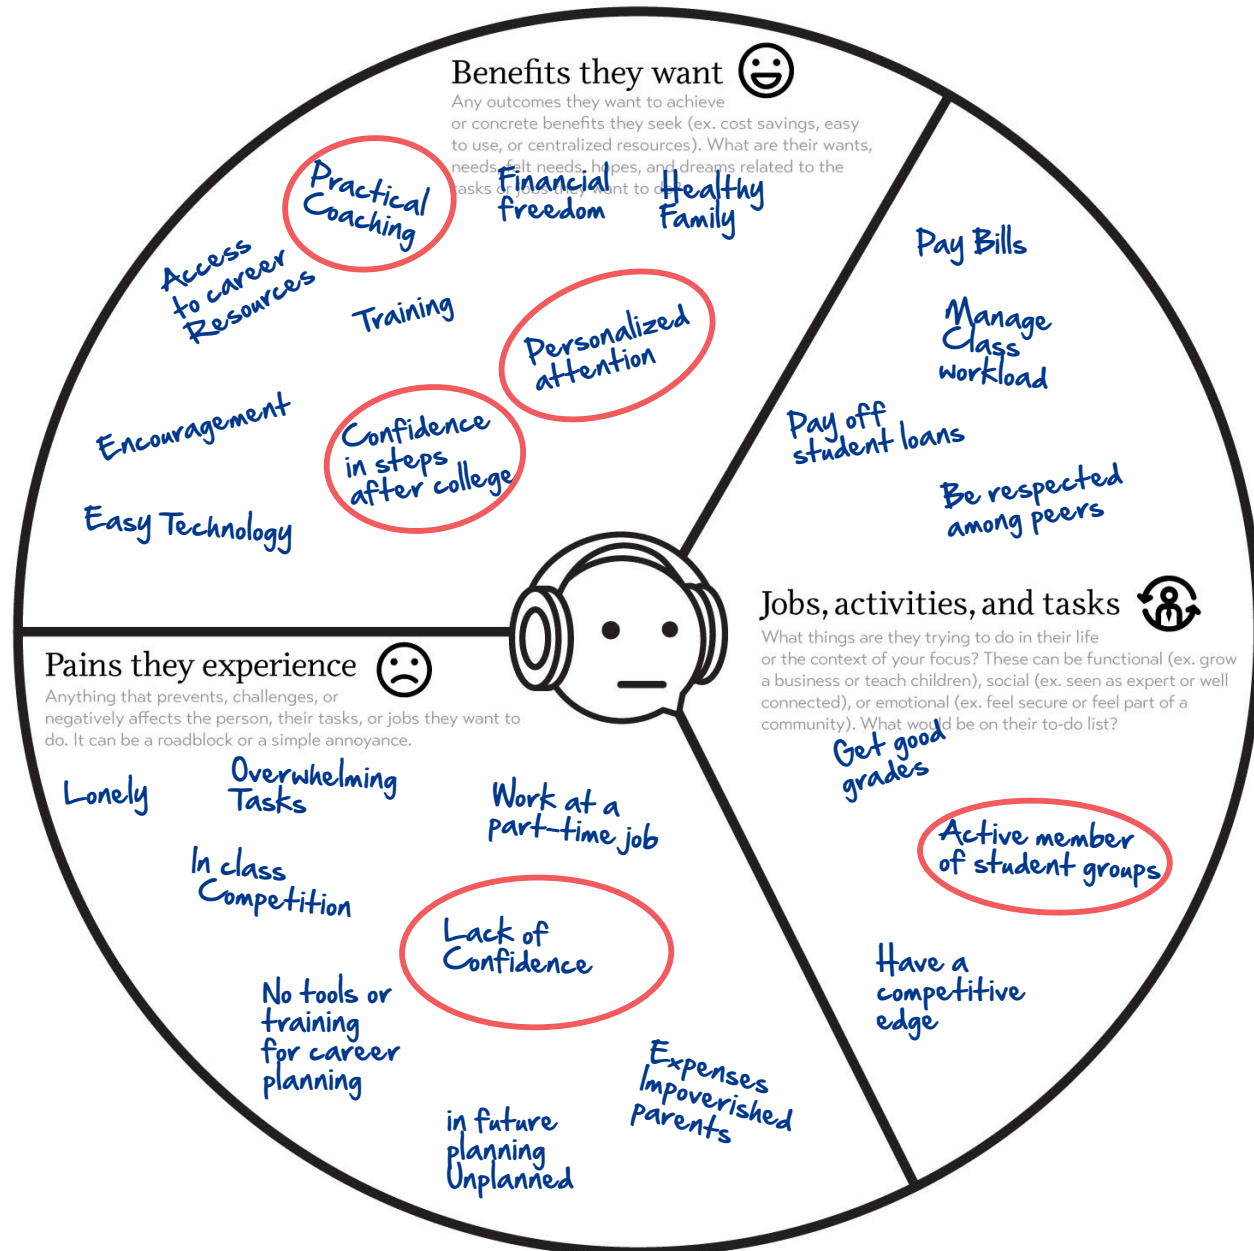 Benefits they want
Any outcomes they want to achieve
or concrete benefits they seek (ex. cost savings, easy
to use, or centralized resources). What are their wants,
needs, felt needs, hopes, and dreams related to the
tasks or jobs they want to do?
Practical
Coaching
Financial
freedom
Healthy
Family
Access
to career
Resources
Training
Personalized
attention
Encouragement
Confidence
in steps
after college
Easy Technology
Pay Bills
Manage
Class
workload
Pay off
student loans
Be respected
among peers
Jobs, activities, and tasks
What things are they trying to do in their life
or the context of your focus? These can be functional (ex. grow
a business or teach children), social (ex. seen as expert or well
connected), or emotional (ex. feel secure or feel part of a
community). What would be on their to-do list?
Get good
grades
Active member
of student groups
Have a
competitive
edge
Pains they experience
Anything that prevents, challenges, or
negatively affects the person, their tasks, or jobs they want to
do. It can be a roadblock or a simple annoyance.
Lonely
Overwhelming
Tasks
Work at a
part-time job
In class
Competition
Lack of
Confidence
No tools or
training
for career
planning
Expenses
Impoverished
parents
in future
planning
Unplanned